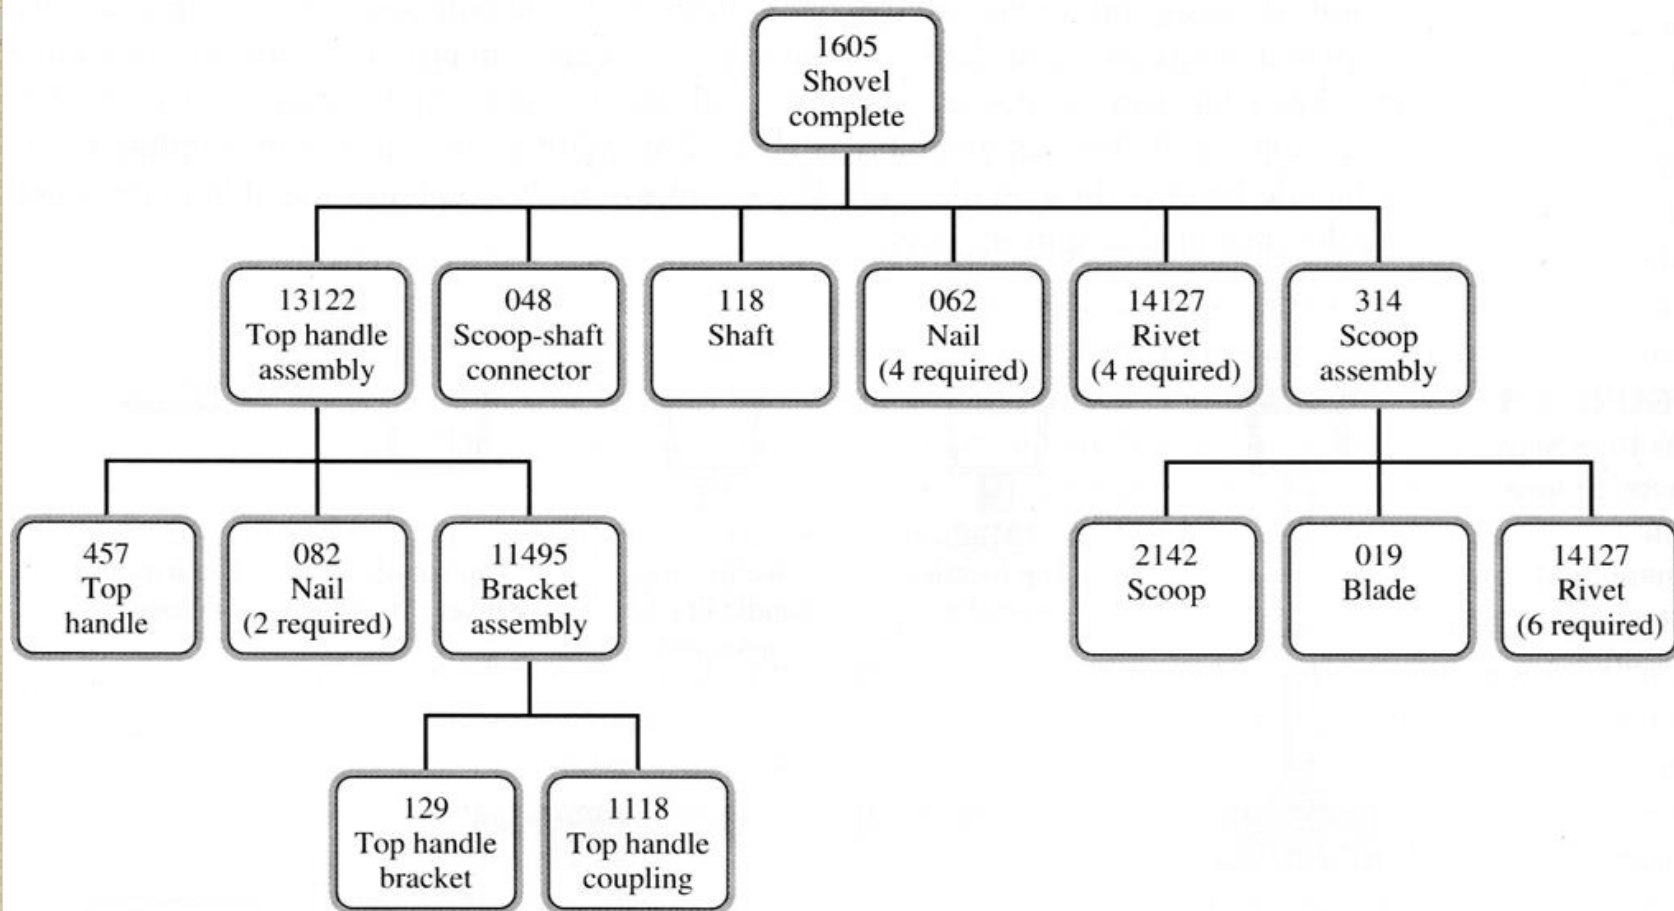 1605
Shovel
complete
13122
Top handle
assembly
048
Scoop-shaft
connector
118
Shaft
062
Nail
(4 required)
14127
Rivet
(4 required)
314
Scoop
assembly
457
Top
handle
082
Nail
(2 required)
11495
Bracket
assembly
2142
Scoop
019
Blade
14127
Rivet
(6 required)
129
Top handle
bracket
1118
Top handle
coupling